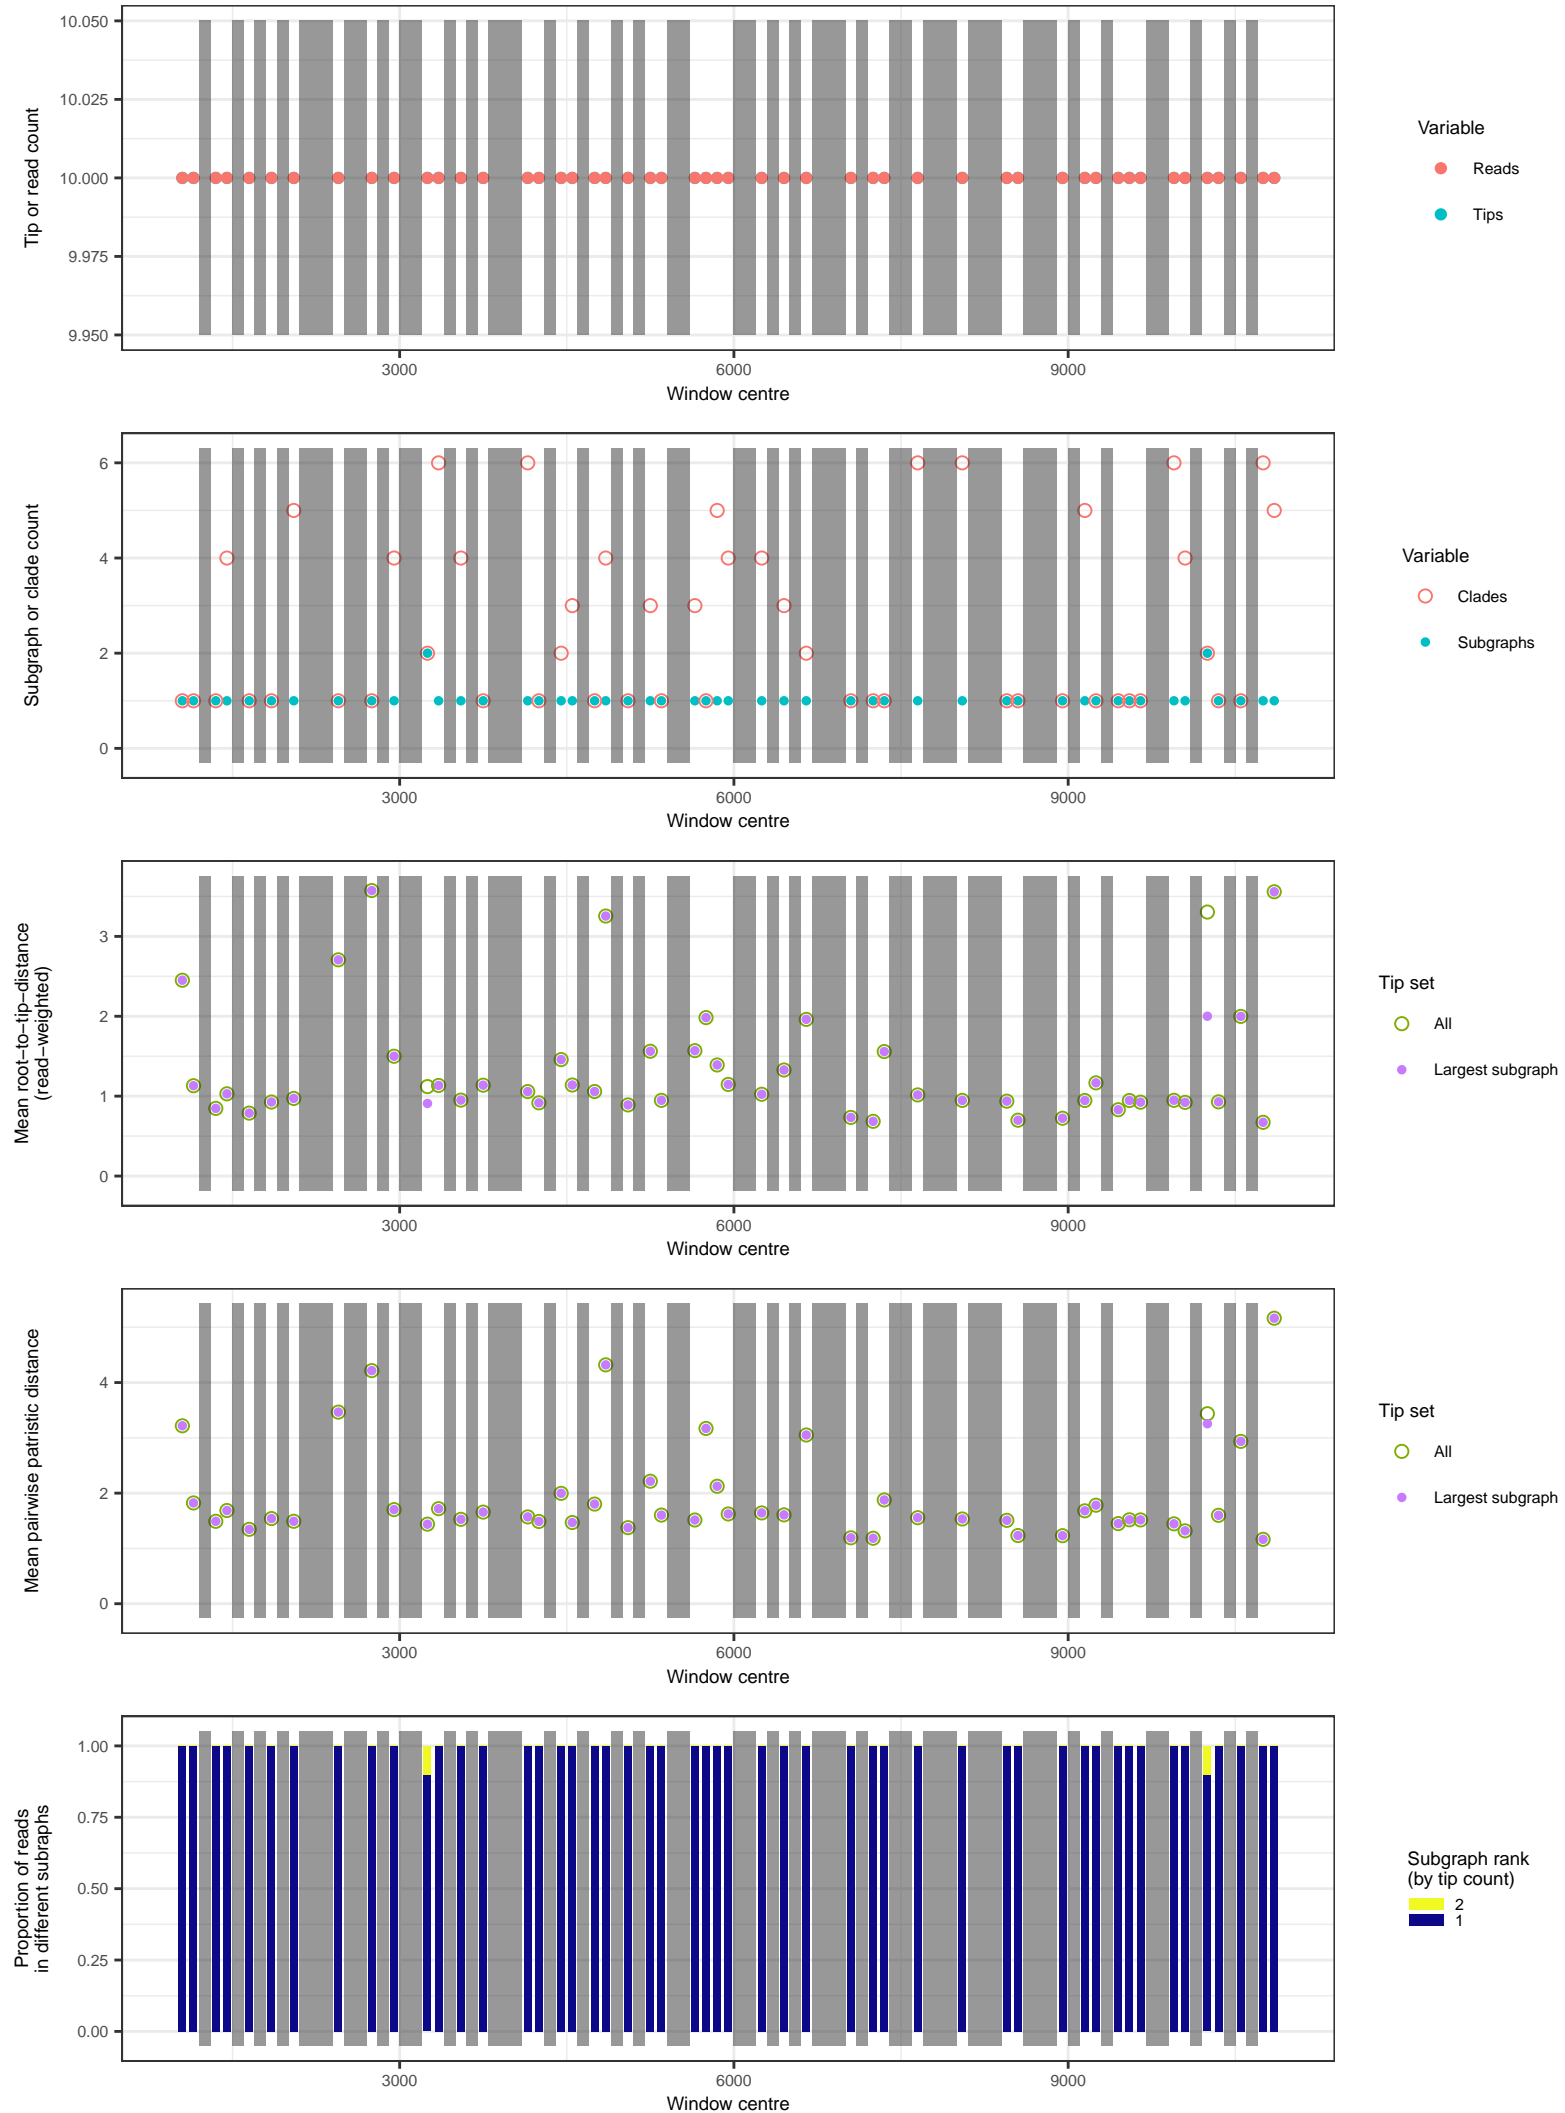 10.050
10.025
10.000
9.975
9.950
Tip or read count
3000
6000
9000
Window centre
Variable
Reads
Tips
6
4
2
0
Subgraph or clade count
3000
6000
9000
Window centre
Variable
Clades
Subgraphs
3
2
1
0
Mean root−to−tip−distance
(read−weighted)
3000
6000
9000
Window centre
Tip set
All
Largest subgraph
4
2
0
Mean pairwise patristic distance
3000
6000
9000
Window centre
Tip set
All
Largest subgraph
1.00
0.75
0.50
0.25
0.00
Proportion of reads
in different subraphs
3000
6000
9000
Window centre
Subgraph rank
(by tip count)
2
1